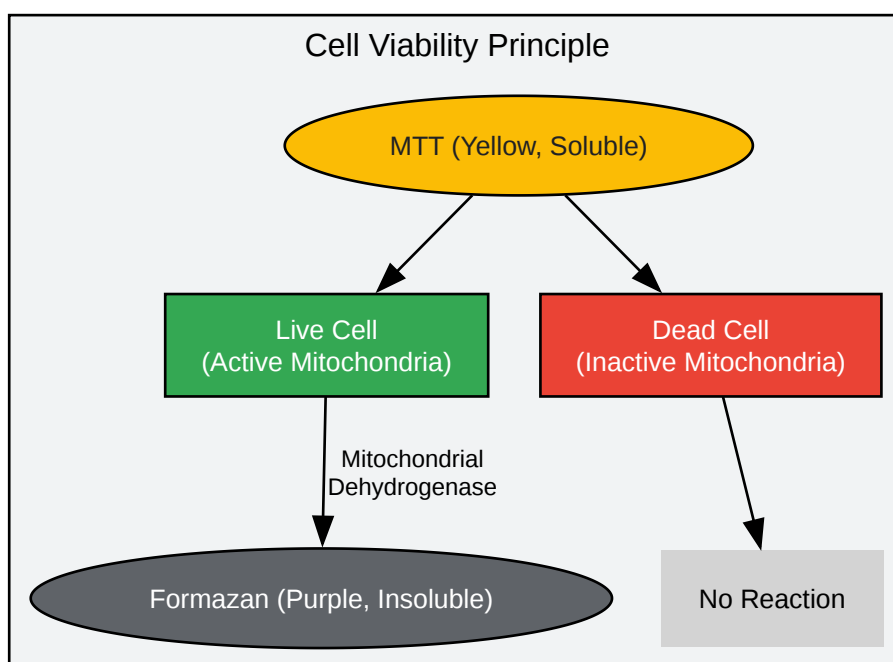 Cell Viability Principle
MTT (Yellow, Soluble)
Live Cell
(Active Mitochondria)
Dead Cell
(Inactive Mitochondria)
Mitochondrial
Dehydrogenase
Formazan (Purple, Insoluble)
No Reaction